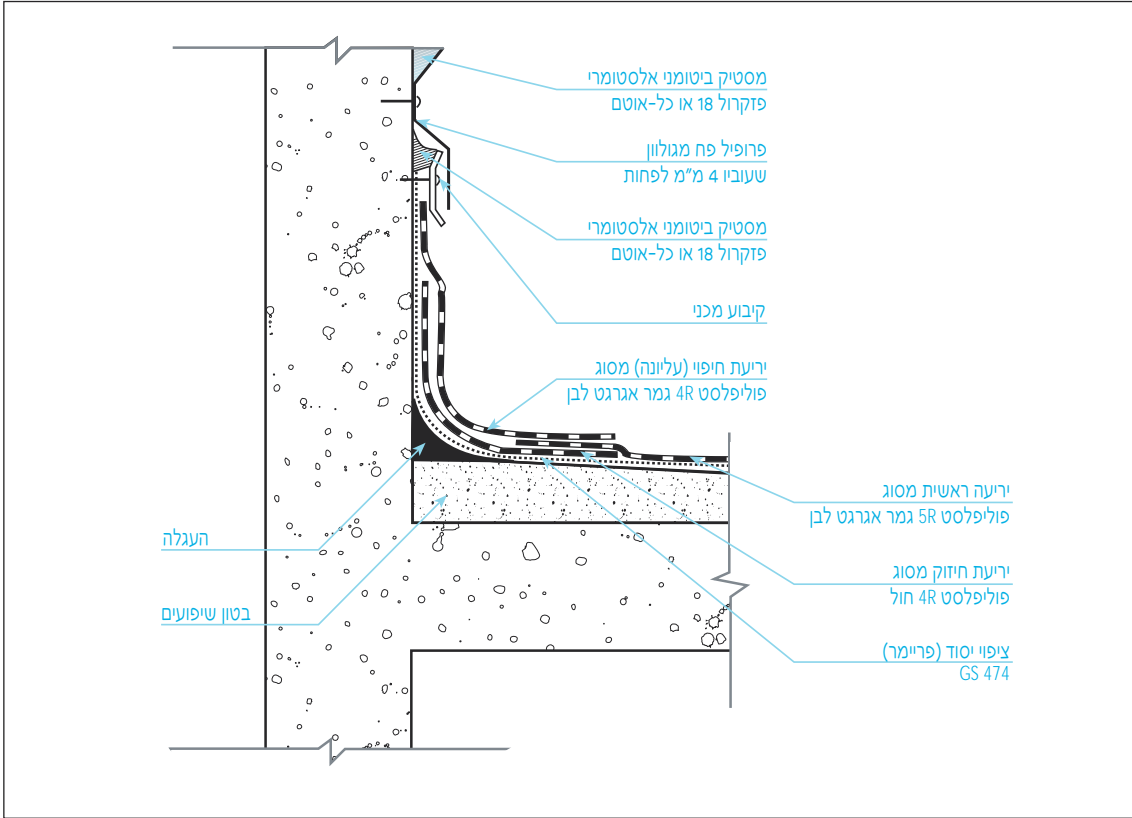 מסטיק ביטומני אלסטומרי
פזקרול 18 או כל-אוטם
פרופיל פח מגולוון
שעוביו 4 מ"מ לפחות
מסטיק ביטומני אלסטומרי
פזקרול 18 או כל-אוטם
קיבוע מכני
יריעת חיפוי (עליונה) מסוג
פוליפלסט 4R גמר אגרגט לבן
יריעה ראשית מסוג
פוליפלסט 5R גמר אגרגט לבן
העגלה
יריעת חיזוק מסוג
פוליפלסט 4R חול
בטון שיפועים
ציפוי יסוד (פריימר)
GS 474